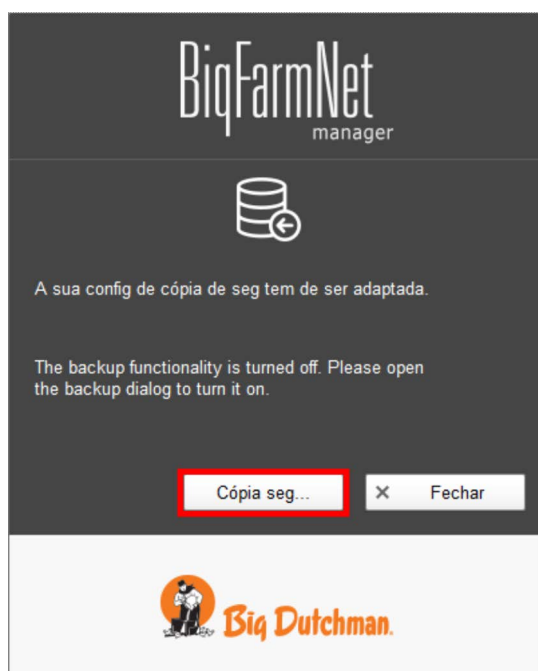 BigFarmNet
manager
A sua config de cópia de seg tem de ser adaptada.
The backup functionality is turned off. Please open
the backup dialog to turn it on.
Cópia seg...
Fechar
Big Dutchman.